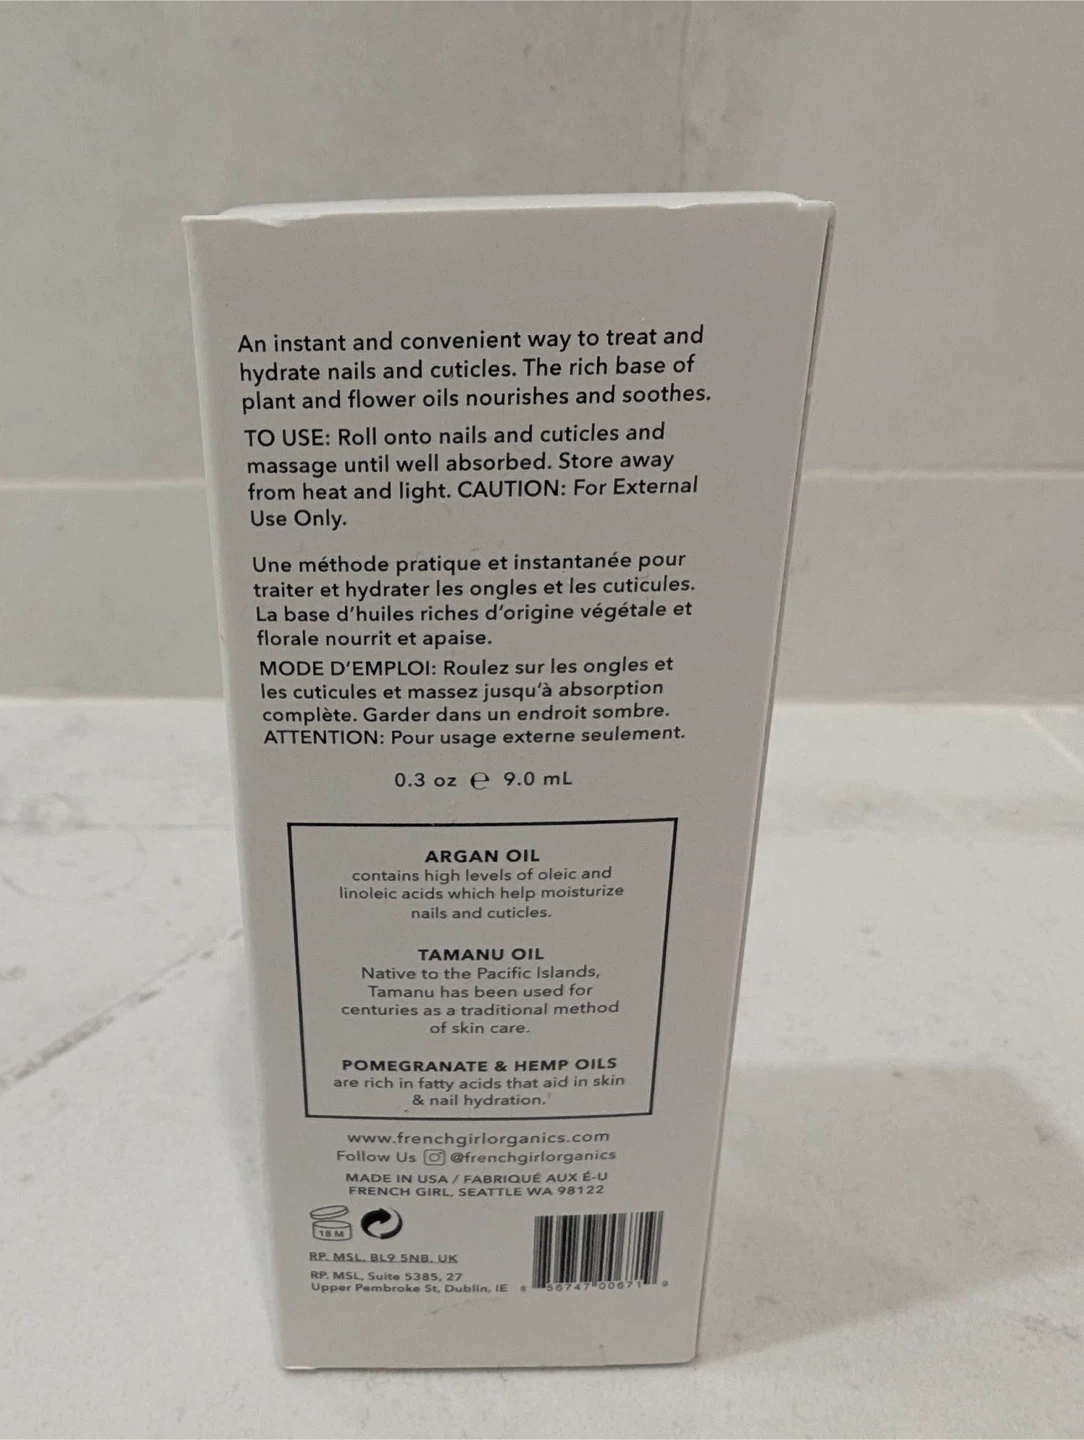 An instant and convenient way to treat and
hydrate nails and cuticles. The rich base of
plant and flower oils nourishes and soothes.
TO USE: Roll onto nails and cuticles and
massage until well absorbed. Store away
from heat and light. CAUTION: For External
Use Only.
Une méthode pratique et instantanée pour
traiter et hydrater les ongles et les cuticules.
La base d'huiles riches d'origine végétale et
florale nourrit et apaise.
MODE D'EMPLOI: Roulez sur les ongles et
les cuticules et massez jusqu'à absorption
complète. Garder dans un endroit sombre.
ATTENTION: Pour usage externe seulement.
0.3 oz ℮ 9.0 mL
ARGAN OIL
contains high levels of oleic and
linoleic acids which help moisturize
nails and cuticles.
TAMANU OIL
Native to the Pacific Islands,
Tamanu has been used for
centuries as a traditional method
of skin care.
POMEGRANATE & HEMP OILS
are rich in fatty acids that aid in skin
& nail hydration.
www.frenchgirlorganics.com
Follow Us @frenchgirlorganics
MADE IN USA / FABRIQUÉ AUX É-U
FRENCH GIRL, SEATTLE WA 98122
18 M
RP. MSL, BL9 5NB, UK
RP. MSL, Suite 5385, 27
Upper Pembroke St, Dublin, IE
8 56747 00671 9